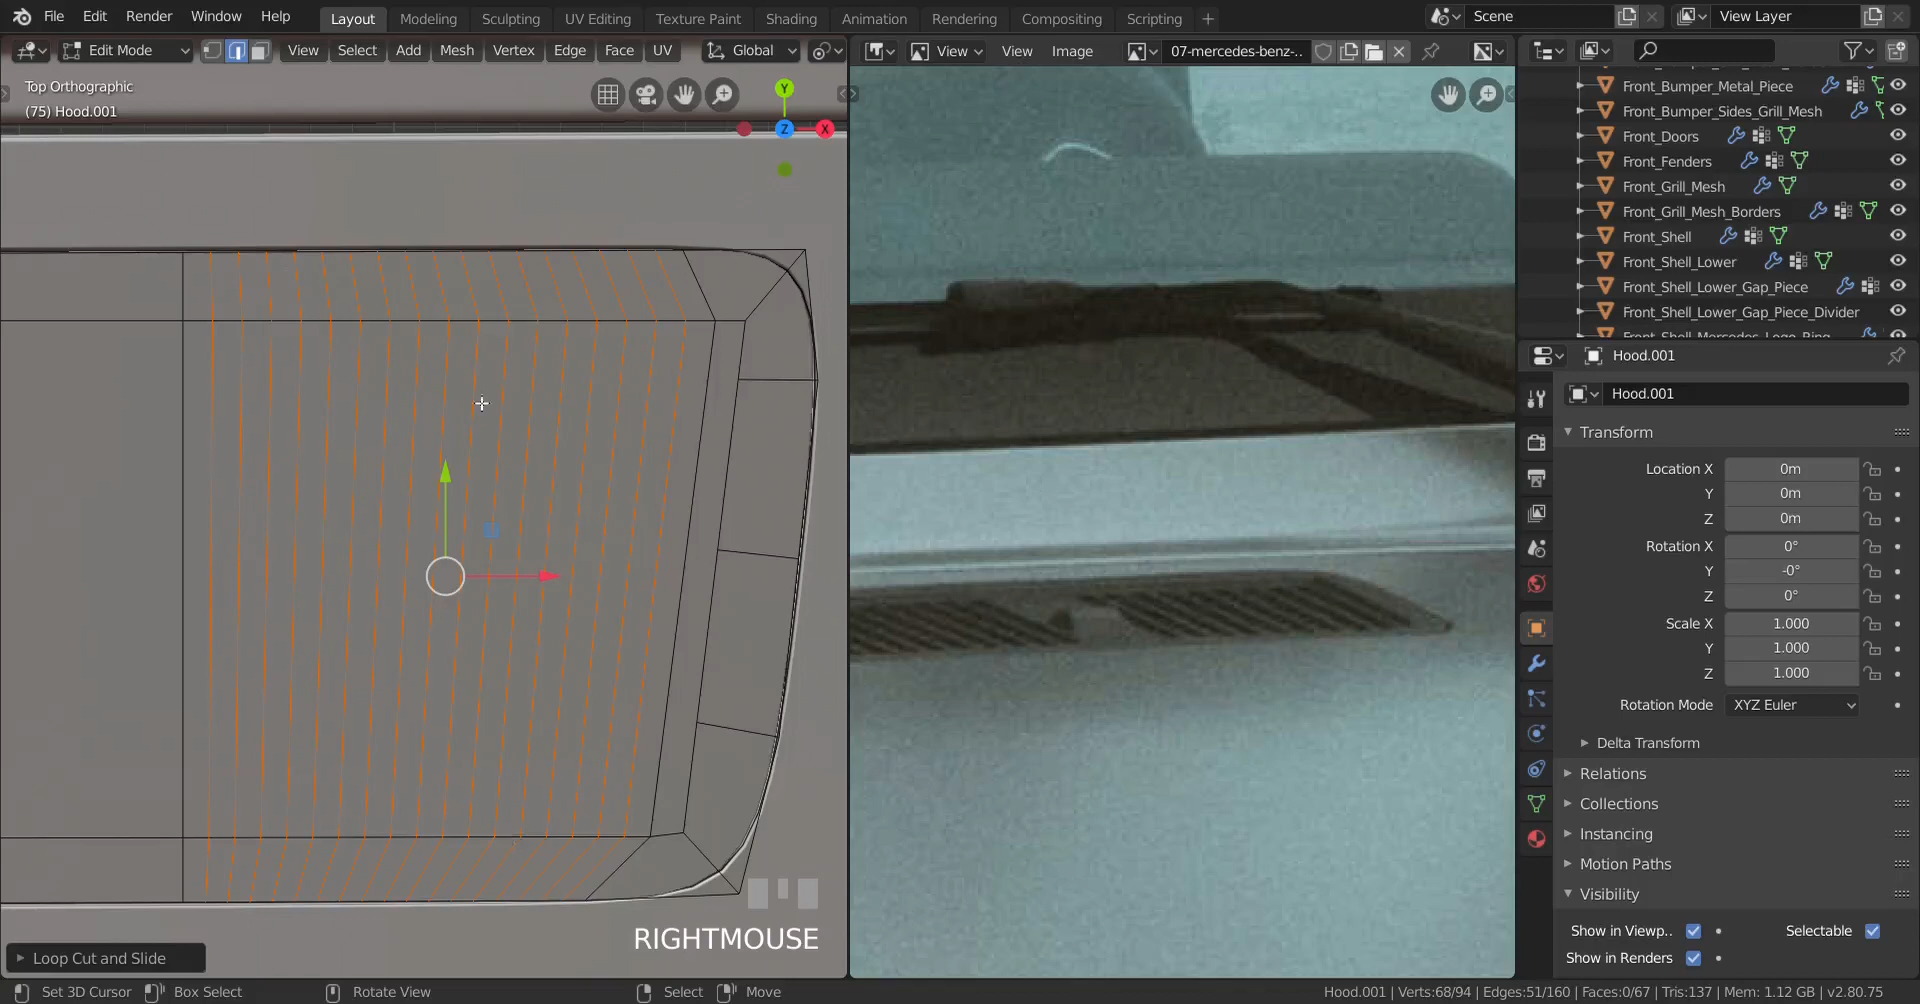 File Edit Render Window Help Layout Modeling Sculpting UV Editing Texture Paint Shading Animation Rendering Compositing Scripting + Scene View Layer
Edit Mode View Select Add Mesh Vertex Edge Face UV Global View View Image 07-mercedes-benz-..
Top Orthographic
(75) Hood.001
Y
Z X
Front_Bumper_Metal_Piece
Front_Bumper_Sides_Grill_Mesh
Front_Doors
Front_Fenders
Front_Grill_Mesh
Front_Grill_Mesh_Borders
Front_Shell
Front_Shell_Lower
Front_Shell_Lower_Gap_Piece
Front_Shell_Lower_Gap_Piece_Divider
Front_Shell_Mercedes_Logo_Ring
Hood.001
Hood.001
Transform
Location X 0m
Y 0m
Z 0m
Rotation X 0°
Y -0°
Z 0°
Scale X 1.000
Y 1.000
Z 1.000
Rotation Mode XYZ Euler
Delta Transform
Relations
Collections
Instancing
Motion Paths
Visibility
Show in Viewp.. Selectable
Show in Renders
RIGHTMOUSE
Loop Cut and Slide
Set 3D Cursor Box Select Rotate View Select Move Hood.001 | Verts:68/94 | Edges:51/160 | Faces:0/67 | Tris:137 | Mem: 1.12 GB | v2.80.75